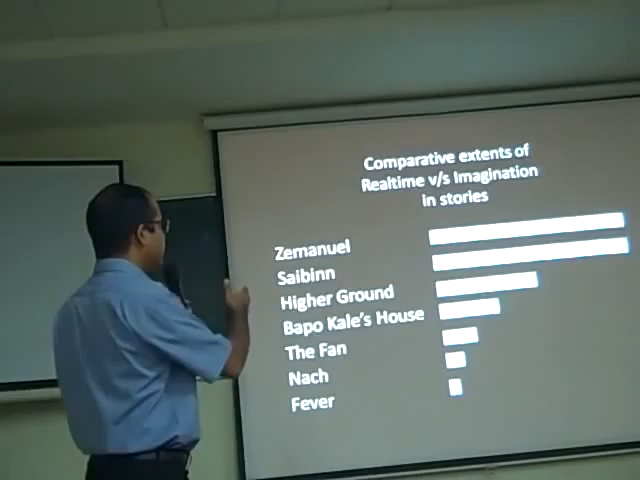 Comparative extents of
Realtime v/s Imagination
in stories
Zemanuel
Saibinn
Higher Ground
Bapo Kale's House
The Fan
Nach
Fever